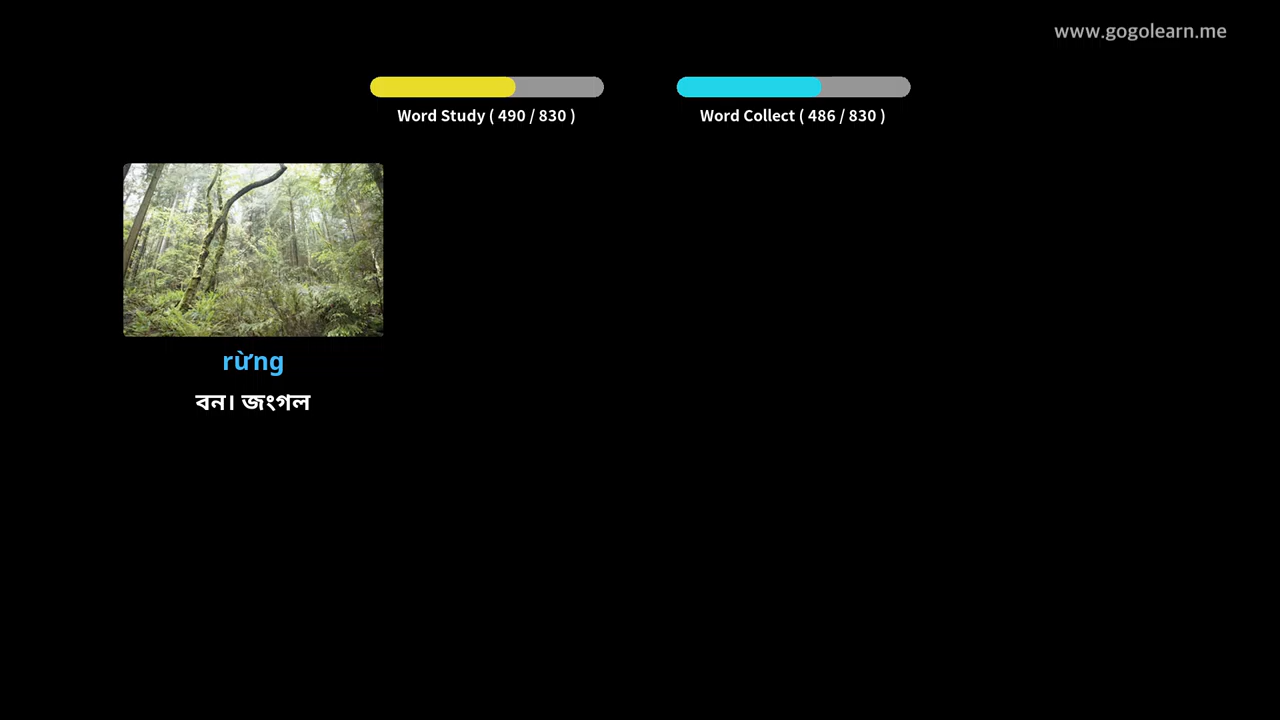 www.gogolearn.me
Word Study ( 490 / 830 )
Word Collect ( 486 / 830 )
rừng
বন। জংগল